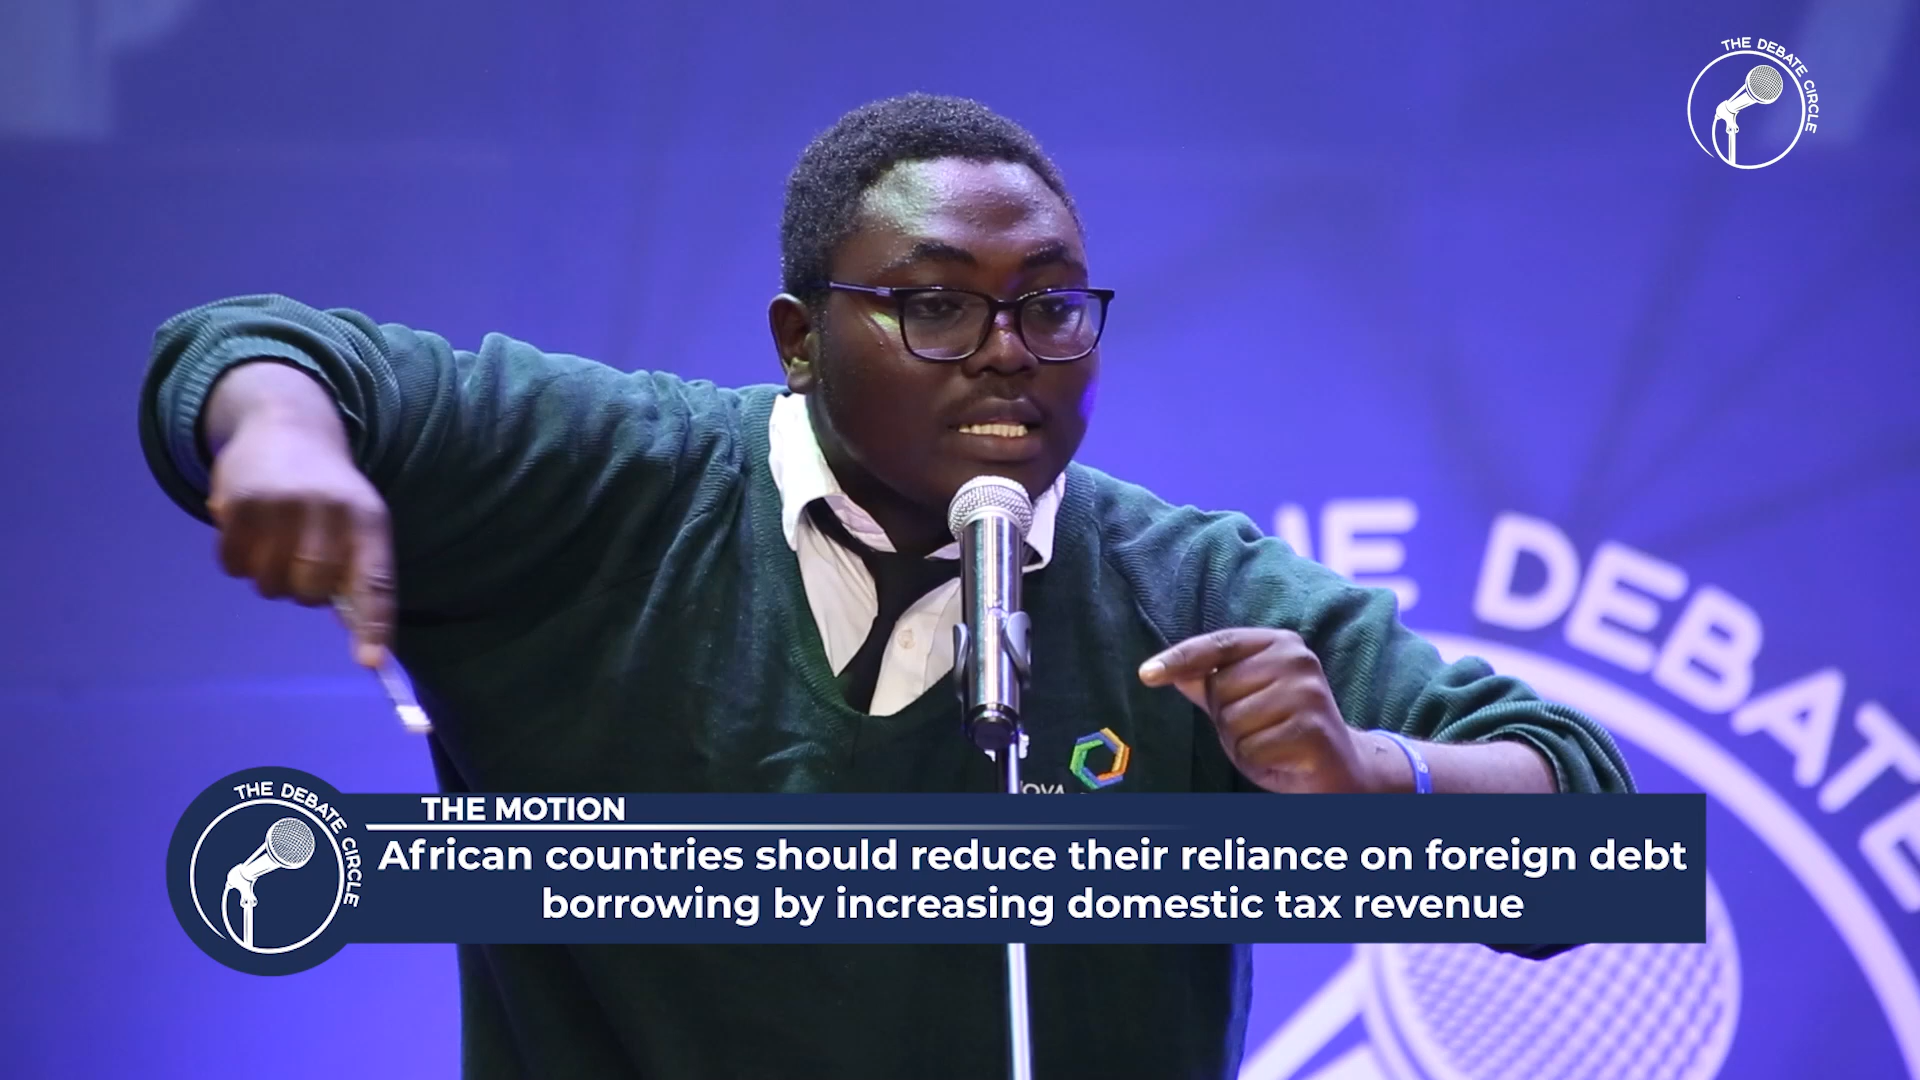 THE DEBATE CIRCLE
THE DEBATE
THE DEBATE CIRCLE
THE MOTION
African countries should reduce their reliance on foreign debt
borrowing by increasing domestic tax revenue